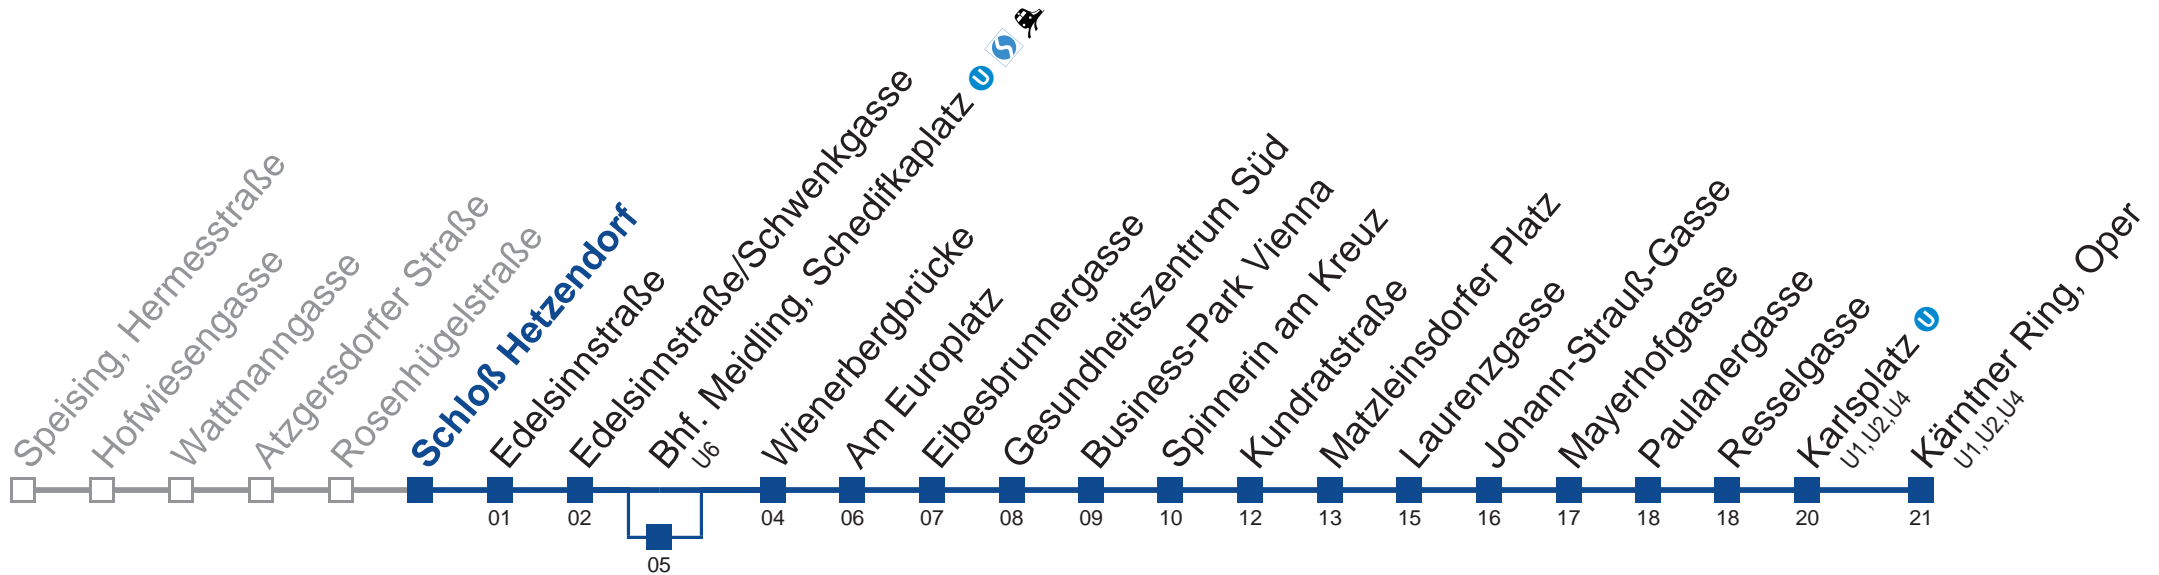 Speising, Hermesstraße
Hofwiesengasse
Wattmanngasse
Atzgersdorfer Straße
Rosenhügelstraße
Schloß Hetzendorf
Edelsinnstraße
01
Edelsinnstraße/Schwenkgasse
02
Bhf. Meidling, Schedifkaplatz U S
U6
05
Wienerbergbrücke
04
Am Europlatz
06
Eibesbrunnergasse
07
Gesundheitszentrum Süd
08
Business-Park Vienna
09
Spinnerin am Kreuz
10
Kundratstraße
12
Matzleinsdorfer Platz
13
Laurenzgasse
15
Johann-Strauß-Gasse
16
Mayerhofgasse
17
Paulanergasse
18
Resselgasse
18
Karlsplatz U
U1,U2,U4
20
Kärntner Ring, Oper
U1,U2,U4
21